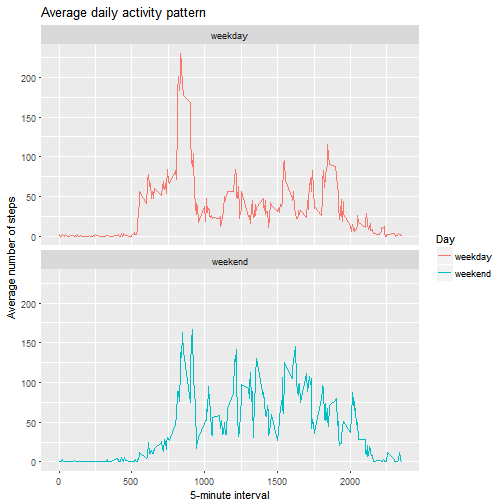 Average daily activity pattern
weekday
200
150
100
50
0
weekend
200
150
100
50
0
0 500 1000 1500 2000
5-minute interval
Average number of steps
Day
weekday
weekend